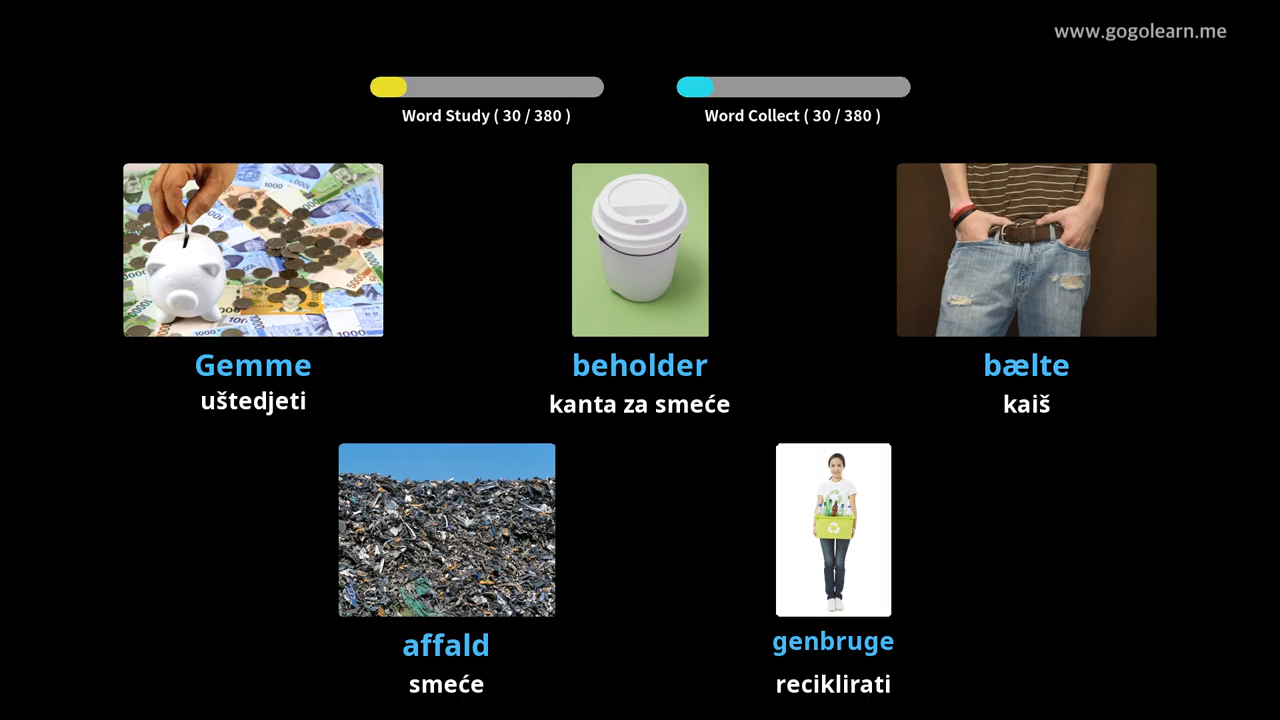 www.gogolearn.me
Word Study ( 30 / 380 )
Word Collect ( 30 / 380 )
Gemme
uštedjeti
beholder
kanta za smeće
bælte
kaiš
affald
smeće
genbruge
reciklirati